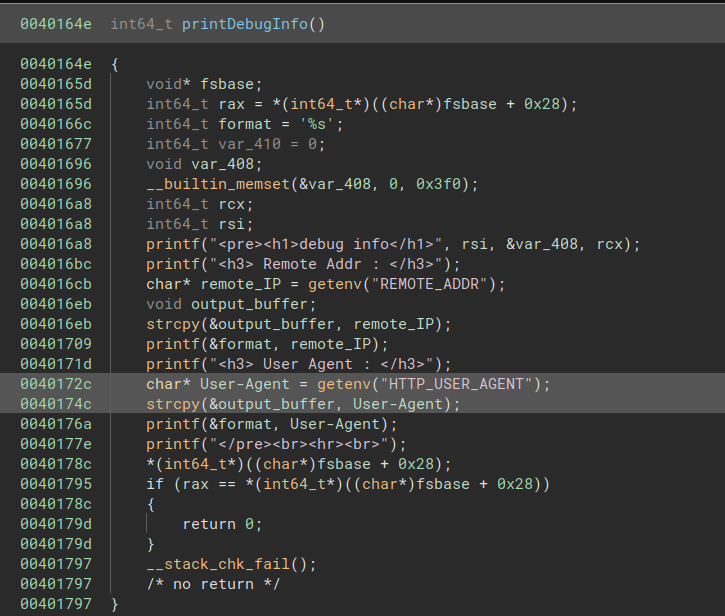 0040164e int64_t printDebugInfo()
0040164e {
0040165d void* fsbase;
0040165d int64_t rax = *(int64_t*)((char*)fsbase + 0x28);
0040166c int64_t format = '%s';
00401677 int64_t var_410 = 0;
00401696 void var_408;
00401696 __builtin_memset(&var_408, 0, 0x3f0);
004016a8 int64_t rcx;
004016a8 int64_t rsi;
004016a8 printf("<pre><h1>debug info</h1>", rsi, &var_408, rcx);
004016bc printf("<h3> Remote Addr : </h3>");
004016cb char* remote_IP = getenv("REMOTE_ADDR");
004016eb void output_buffer;
004016eb strcpy(&output_buffer, remote_IP);
00401709 printf(&format, remote_IP);
0040171d printf("<h3> User Agent : </h3>");
0040172c char* User-Agent = getenv("HTTP_USER_AGENT");
0040174c strcpy(&output_buffer, User-Agent);
0040176a printf(&format, User-Agent);
0040177e printf("</pre><br><hr><br>");
0040178c *(int64_t*)((char*)fsbase + 0x28);
00401795 if (rax == *(int64_t*)((char*)fsbase + 0x28))
0040178c {
0040179d return 0;
0040179d }
00401797 __stack_chk_fail();
00401797 /* no return */
00401797 }